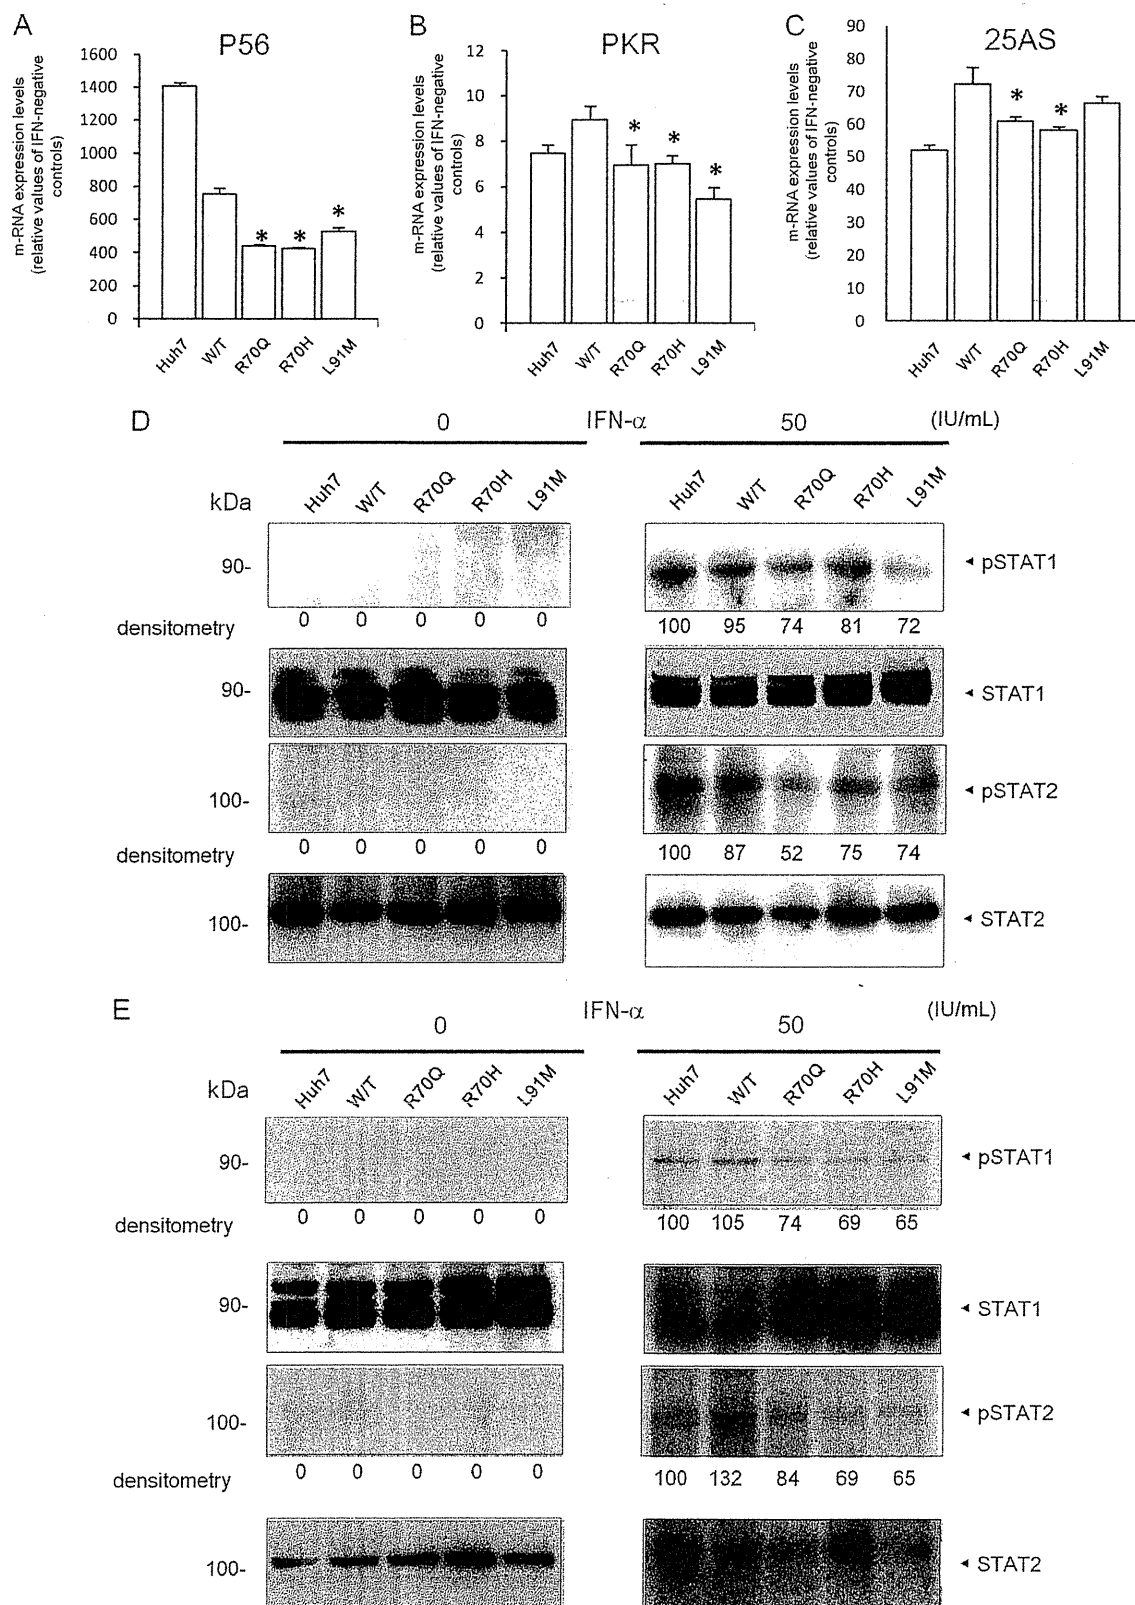 A
P56
m-RNA expression levels
(relative values of IFN-negative
controls)
1600
1400
1200
1000
800
600
400
200
0
* * *
Huh7 W/T R70Q R70H L91M
B
PKR
m-RNA expression levels
(relative values of IFN-negative
controls)
12
10
8
6
4
2
0
* * *
Huh7 W/T R70Q R70H L91M
C
25AS
m-RNA expression levels
(relative values of IFN-negative
controls)
90
80
70
60
50
40
30
20
10
0
* *
Huh7 W/T R70Q R70H L91M
D
0 IFN-α 50 (IU/mL)
kDa Huh7 W/T R70Q R70H L91M Huh7 W/T R70Q R70H L91M
90- ◄ pSTAT1
densitometry 0 0 0 0 0 100 95 74 81 72
90- ◄ STAT1
100- ◄ pSTAT2
densitometry 0 0 0 0 0 100 87 52 75 74
100- ◄ STAT2
E
0 IFN-α 50 (IU/mL)
kDa Huh7 W/T R70Q R70H L91M Huh7 W/T R70Q R70H L91M
90- ◄ pSTAT1
densitometry 0 0 0 0 0 100 105 74 69 65
90- ◄ STAT1
100- ◄ pSTAT2
densitometry 0 0 0 0 0 100 132 84 69 65
100- ◄ STAT2